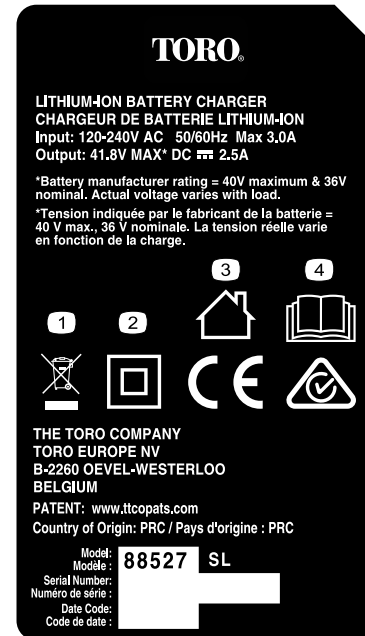 TORO®
LITHIUM-ION BATTERY CHARGER
CHARGEUR DE BATTERIE LITHIUM-ION
Input: 120-240V AC 50/60Hz Max 3.0A
Output: 41.8V MAX* DC ⎓ 2.5A
*Battery manufacturer rating = 40V maximum & 36V
nominal. Actual voltage varies with load.
*Tension indiquée par le fabricant de la batterie =
40 V max., 36 V nominale. La tension réelle varie
en fonction de la charge.
3 4
1 2
CE
THE TORO COMPANY
TORO EUROPE NV
B-2260 OEVEL-WESTERLOO
BELGIUM
PATENT: www.ttcopats.com
Country of Origin: PRC / Pays d'origine : PRC
Model:
Modèle : 88527 SL
Serial Number:
Numéro de série :
Date Code:
Code de date :